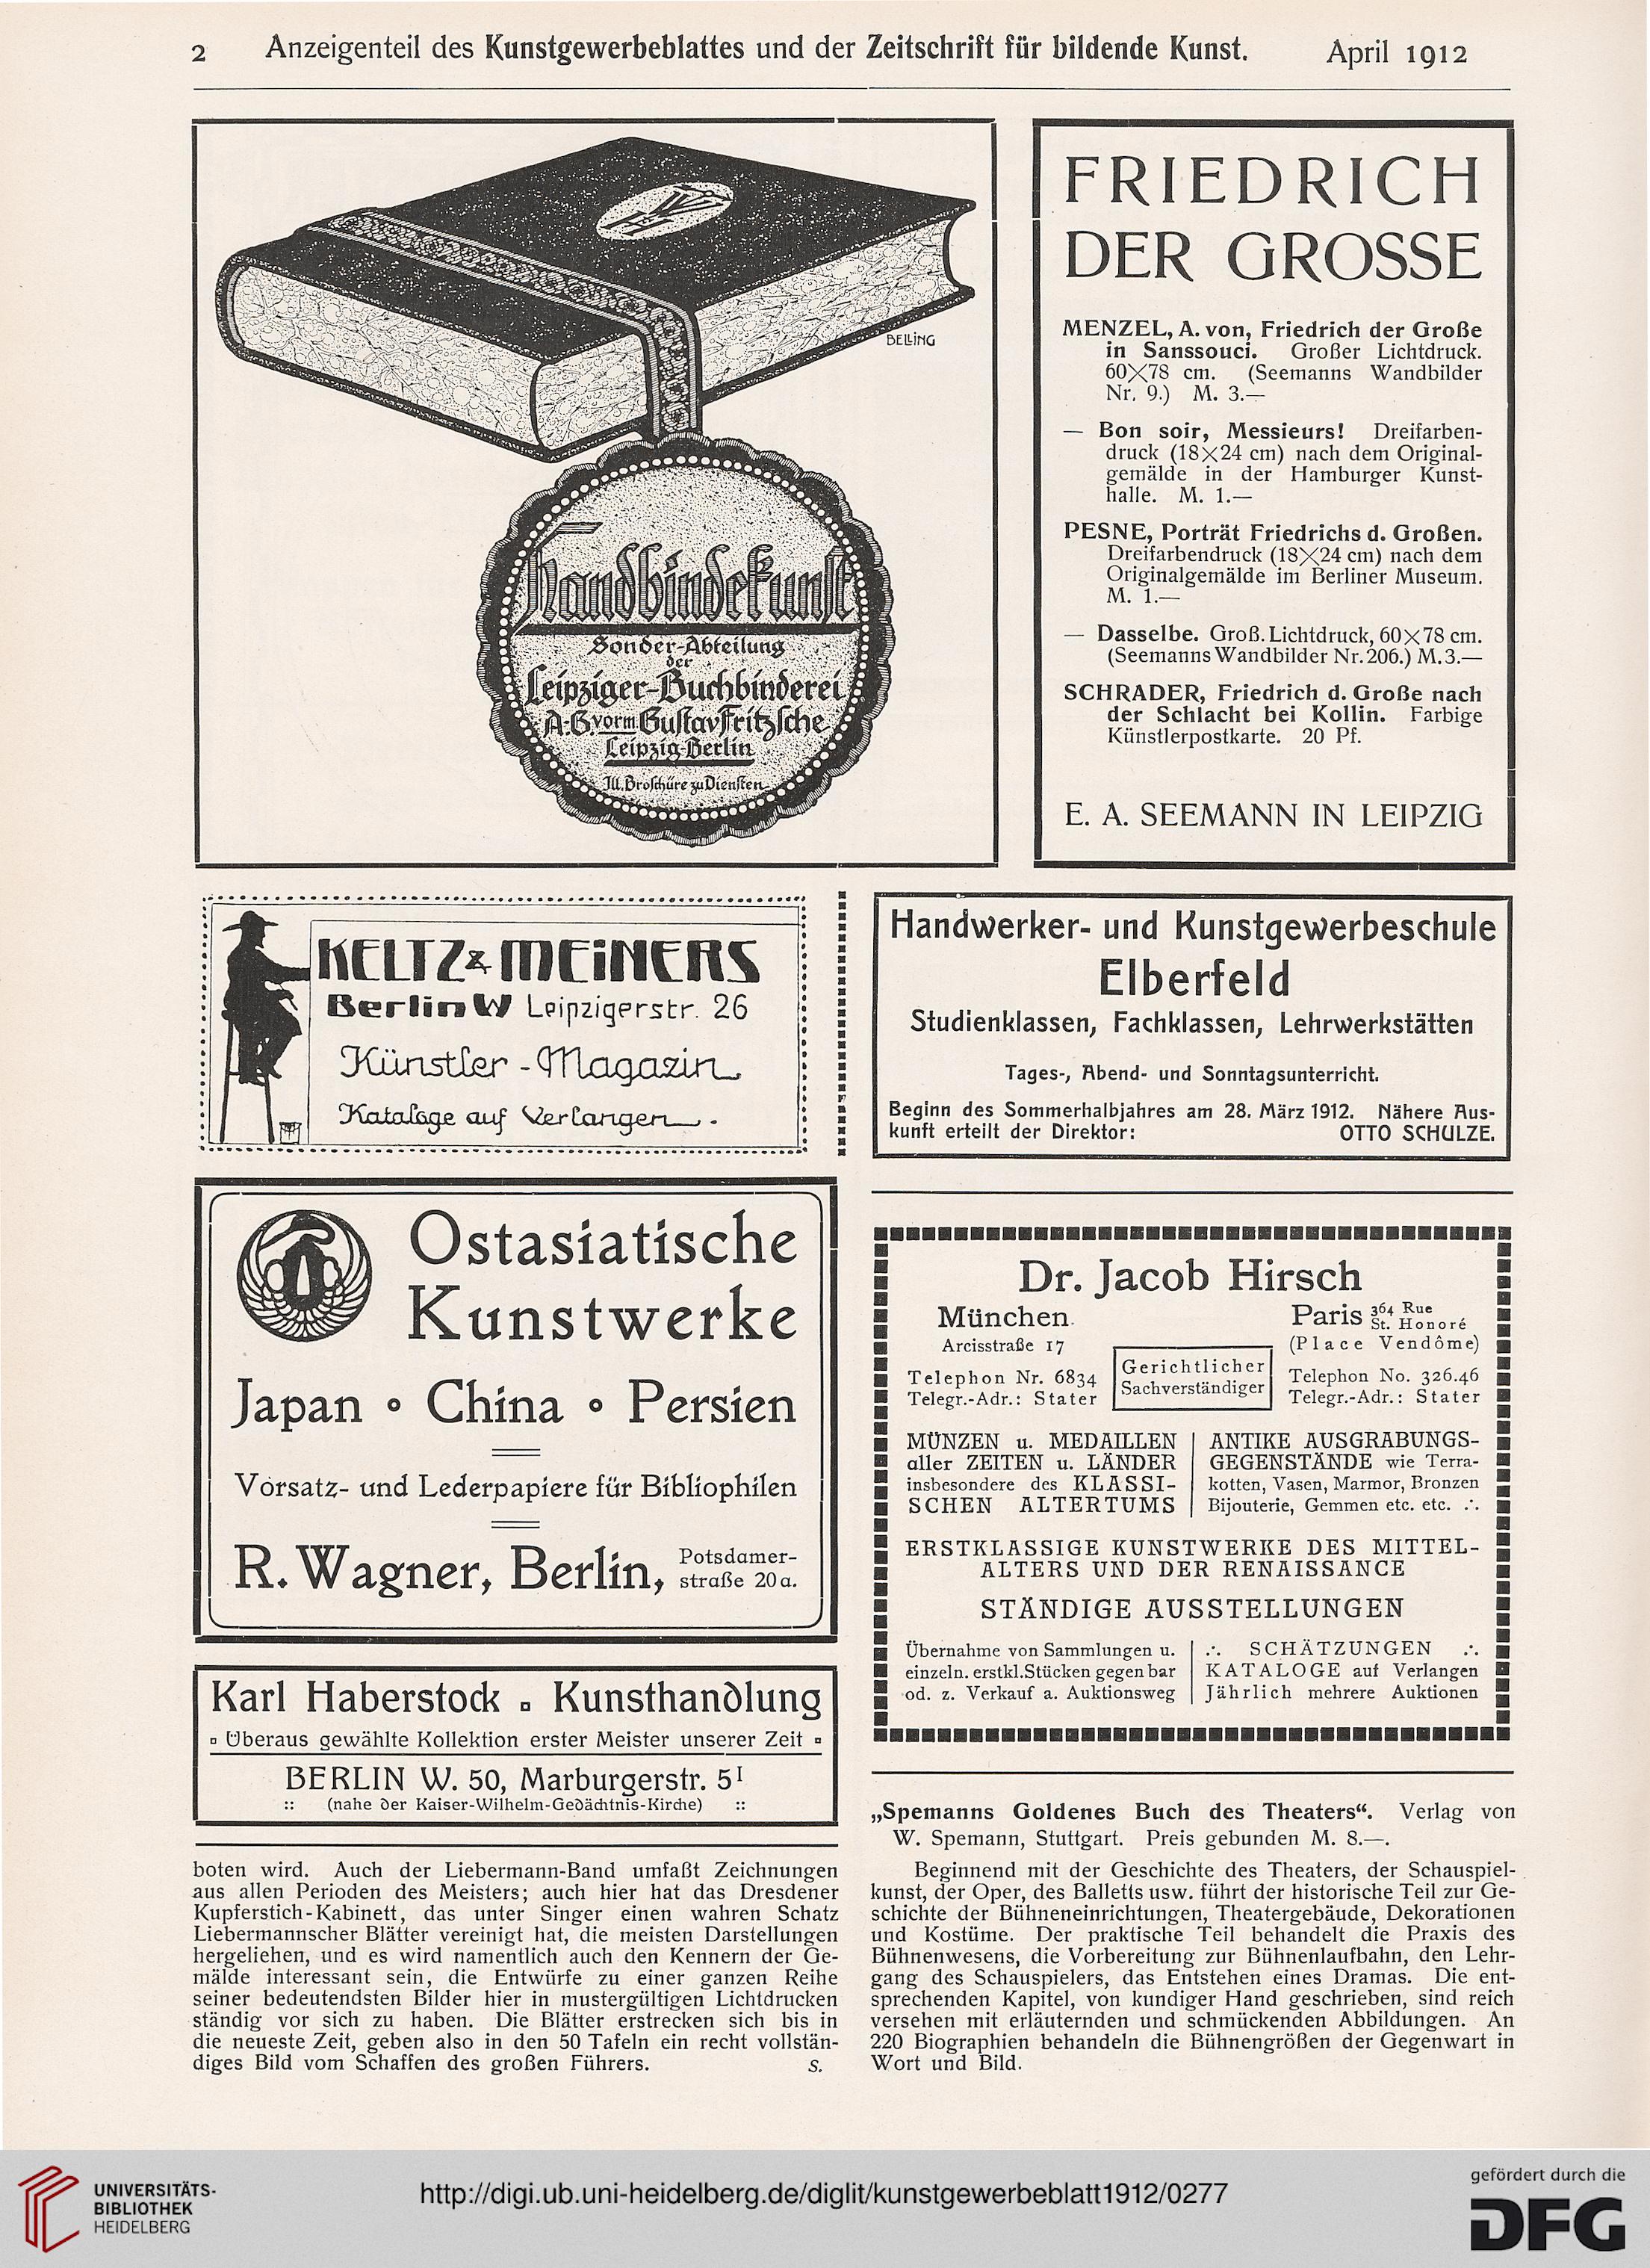 2 Anzeigenteil des Kunstgewerbeblattes und der Zeitschrift für bildende Kunst. April 1912
BELLiNG
Handbindekunst
Sonder-Abteilung
der
Leipziger-Buchbinderei
A-G. vorm. Gustav Fritzsche
Leipzig-Berlin
Ill. Broschüre zu Diensten
FRIEDRICH
DER GROSSE
MENZEL, A. von, Friedrich der Große
in Sanssouci. Großer Lichtdruck.
60×78 cm. (Seemanns Wandbilder
Nr. 9.) M. 3.—
— Bon soir, Messieurs! Dreifarben-
druck (18×24 cm) nach dem Original-
gemälde in der Hamburger Kunst-
halle. M. 1.—
PESNE, Porträt Friedrichs d. Großen.
Dreifarbendruck (18×24 cm) nach dem
Originalgemälde im Berliner Museum.
M. 1.—
— Dasselbe. Groß. Lichtdruck, 60×78 cm.
(Seemanns Wandbilder Nr. 206.) M. 3.—
SCHRADER, Friedrich d. Große nach
der Schlacht bei Kollin. Farbige
Künstlerpostkarte. 20 Pf.
E. A. SEEMANN IN LEIPZIG
KELTZ & MEiNERS
Berlin W Leipzigerstr. 26
Künstler-Magazin
Kataloge auf Verlangen.
Handwerker- und Kunstgewerbeschule
Elberfeld
Studienklassen, Fachklassen, Lehrwerkstätten
Tages-, Abend- und Sonntagsunterricht.
Beginn des Sommerhalbjahres am 28. März 1912. Nähere Aus-
kunft erteilt der Direktor: OTTO SCHULZE.
Ostasiatische
Kunstwerke
Japan ∘ China ∘ Persien
Vorsatz- und Lederpapiere für Bibliophilen
R. Wagner, Berlin, Potsdamer-
straße 20a.
Dr. Jacob Hirsch
München
Arcisstraße 17
Telephon Nr. 6834
Telegr.-Adr.: Stater
Gerichtlicher
Sachverständiger
Paris 364 Rue
St. Honoré
(Place Vendôme)
Telephon No. 326.46
Telegr.-Adr.: Stater
MÜNZEN u. MEDAILLEN
aller ZEITEN u. LÄNDER
insbesondere des KLASSI-
SCHEN ALTERTUMS
ANTIKE AUSGRABUNGS-
GEGENSTÄNDE wie Terra-
kotten, Vasen, Marmor, Bronzen
Bijouterie, Gemmen etc. etc. ∴
ERSTKLASSIGE KUNSTWERKE DES MITTEL-
ALTERS UND DER RENAISSANCE
STÄNDIGE AUSSTELLUNGEN
Übernahme von Sammlungen u.
einzeln. erstkl. Stücken gegen bar
od. z. Verkauf a. Auktionsweg
∴ SCHÄTZUNGEN ∴
KATALOGE auf Verlangen
Jährlich mehrere Auktionen
Karl Haberstock ▫ Kunsthandlung
▫ Überaus gewählte Kollektion erster Meister unserer Zeit ▫
BERLIN W. 50, Marburgerstr. 5 I
:: (nahe der Kaiser-Wilhelm-Gedächtnis-Kirche) ::
boten wird. Auch der Liebermann-Band umfaßt Zeichnungen
aus allen Perioden des Meisters; auch hier hat das Dresdener
Kupferstich-Kabinett, das unter Singer einen wahren Schatz
Liebermannscher Blätter vereinigt hat, die meisten Darstellungen
hergeliehen, und es wird namentlich auch den Kennern der Ge-
mälde interessant sein, die Entwürfe zu einer ganzen Reihe
seiner bedeutendsten Bilder hier in mustergültigen Lichtdrucken
ständig vor sich zu haben. Die Blätter erstrecken sich bis in
die neueste Zeit, geben also in den 50 Tafeln ein recht vollstän-
diges Bild vom Schaffen des großen Führers. S.
„Spemanns Goldenes Buch des Theaters“. Verlag von
W. Spemann, Stuttgart. Preis gebunden M. 8.—.
Beginnend mit der Geschichte des Theaters, der Schauspiel-
kunst, der Oper, des Balletts usw. führt der historische Teil zur Ge-
schichte der Bühneneinrichtungen, Theatergebäude, Dekorationen
und Kostüme. Der praktische Teil behandelt die Praxis des
Bühnenwesens, die Vorbereitung zur Bühnenlaufbahn, den Lehr-
gang des Schauspielers, das Entstehen eines Dramas. Die ent-
sprechenden Kapitel, von kundiger Hand geschrieben, sind reich
versehen mit erläuternden und schmückenden Abbildungen. An
220 Biographien behandeln die Bühnengrößen der Gegenwart in
Wort und Bild.
UNIVERSITÄTS-
BIBLIOTHEK
HEIDELBERG
http://digi.ub.uni-heidelberg.de/diglit/kunstgewerbeblatt1912/0277
gefördert durch die
DFG